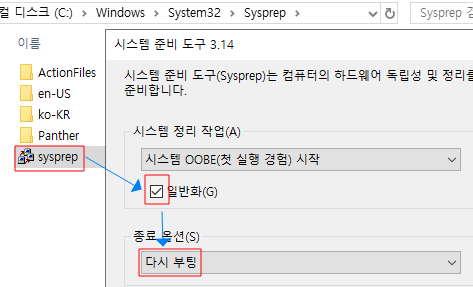 컬 디스크 (C:) > Windows > System32 > Sysprep >
Sysprep 검
이름
ActionFiles
en-US
ko-KR
Panther
sysprep
시스템 준비 도구 3.14
시스템 준비 도구(Sysprep)는 컴퓨터의 하드웨어 독립성 및 정리를
준비합니다.
시스템 정리 작업(A)
시스템 OOBE(첫 실행 경험) 시작
일반화(G)
종료 옵션(S)
다시 부팅